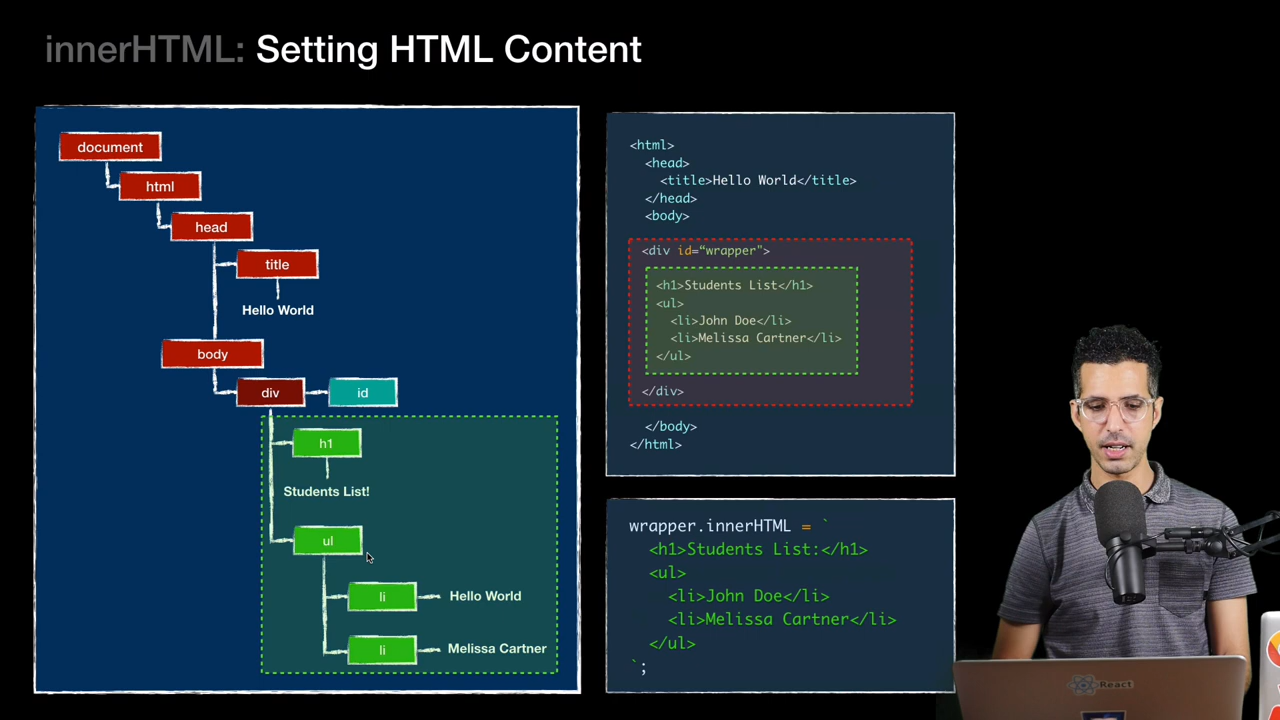 innerHTML: Setting HTML Content
document
html
head
title
Hello World
body
div id
h1
Students List!
ul
li Hello World
li Melissa Cartner
<html>
<head>
<title>Hello World</title>
</head>
<body>
<div id=“wrapper”>
<h1>Students List</h1>
<ul>
<li>John Doe</li>
<li>Melissa Cartner</li>
</ul>
</div>
</body>
</html>
wrapper.innerHTML = `
<h1>Students List:</h1>
<ul>
<li>John Doe</li>
<li>Melissa Cartner</li>
</ul>
`;
React